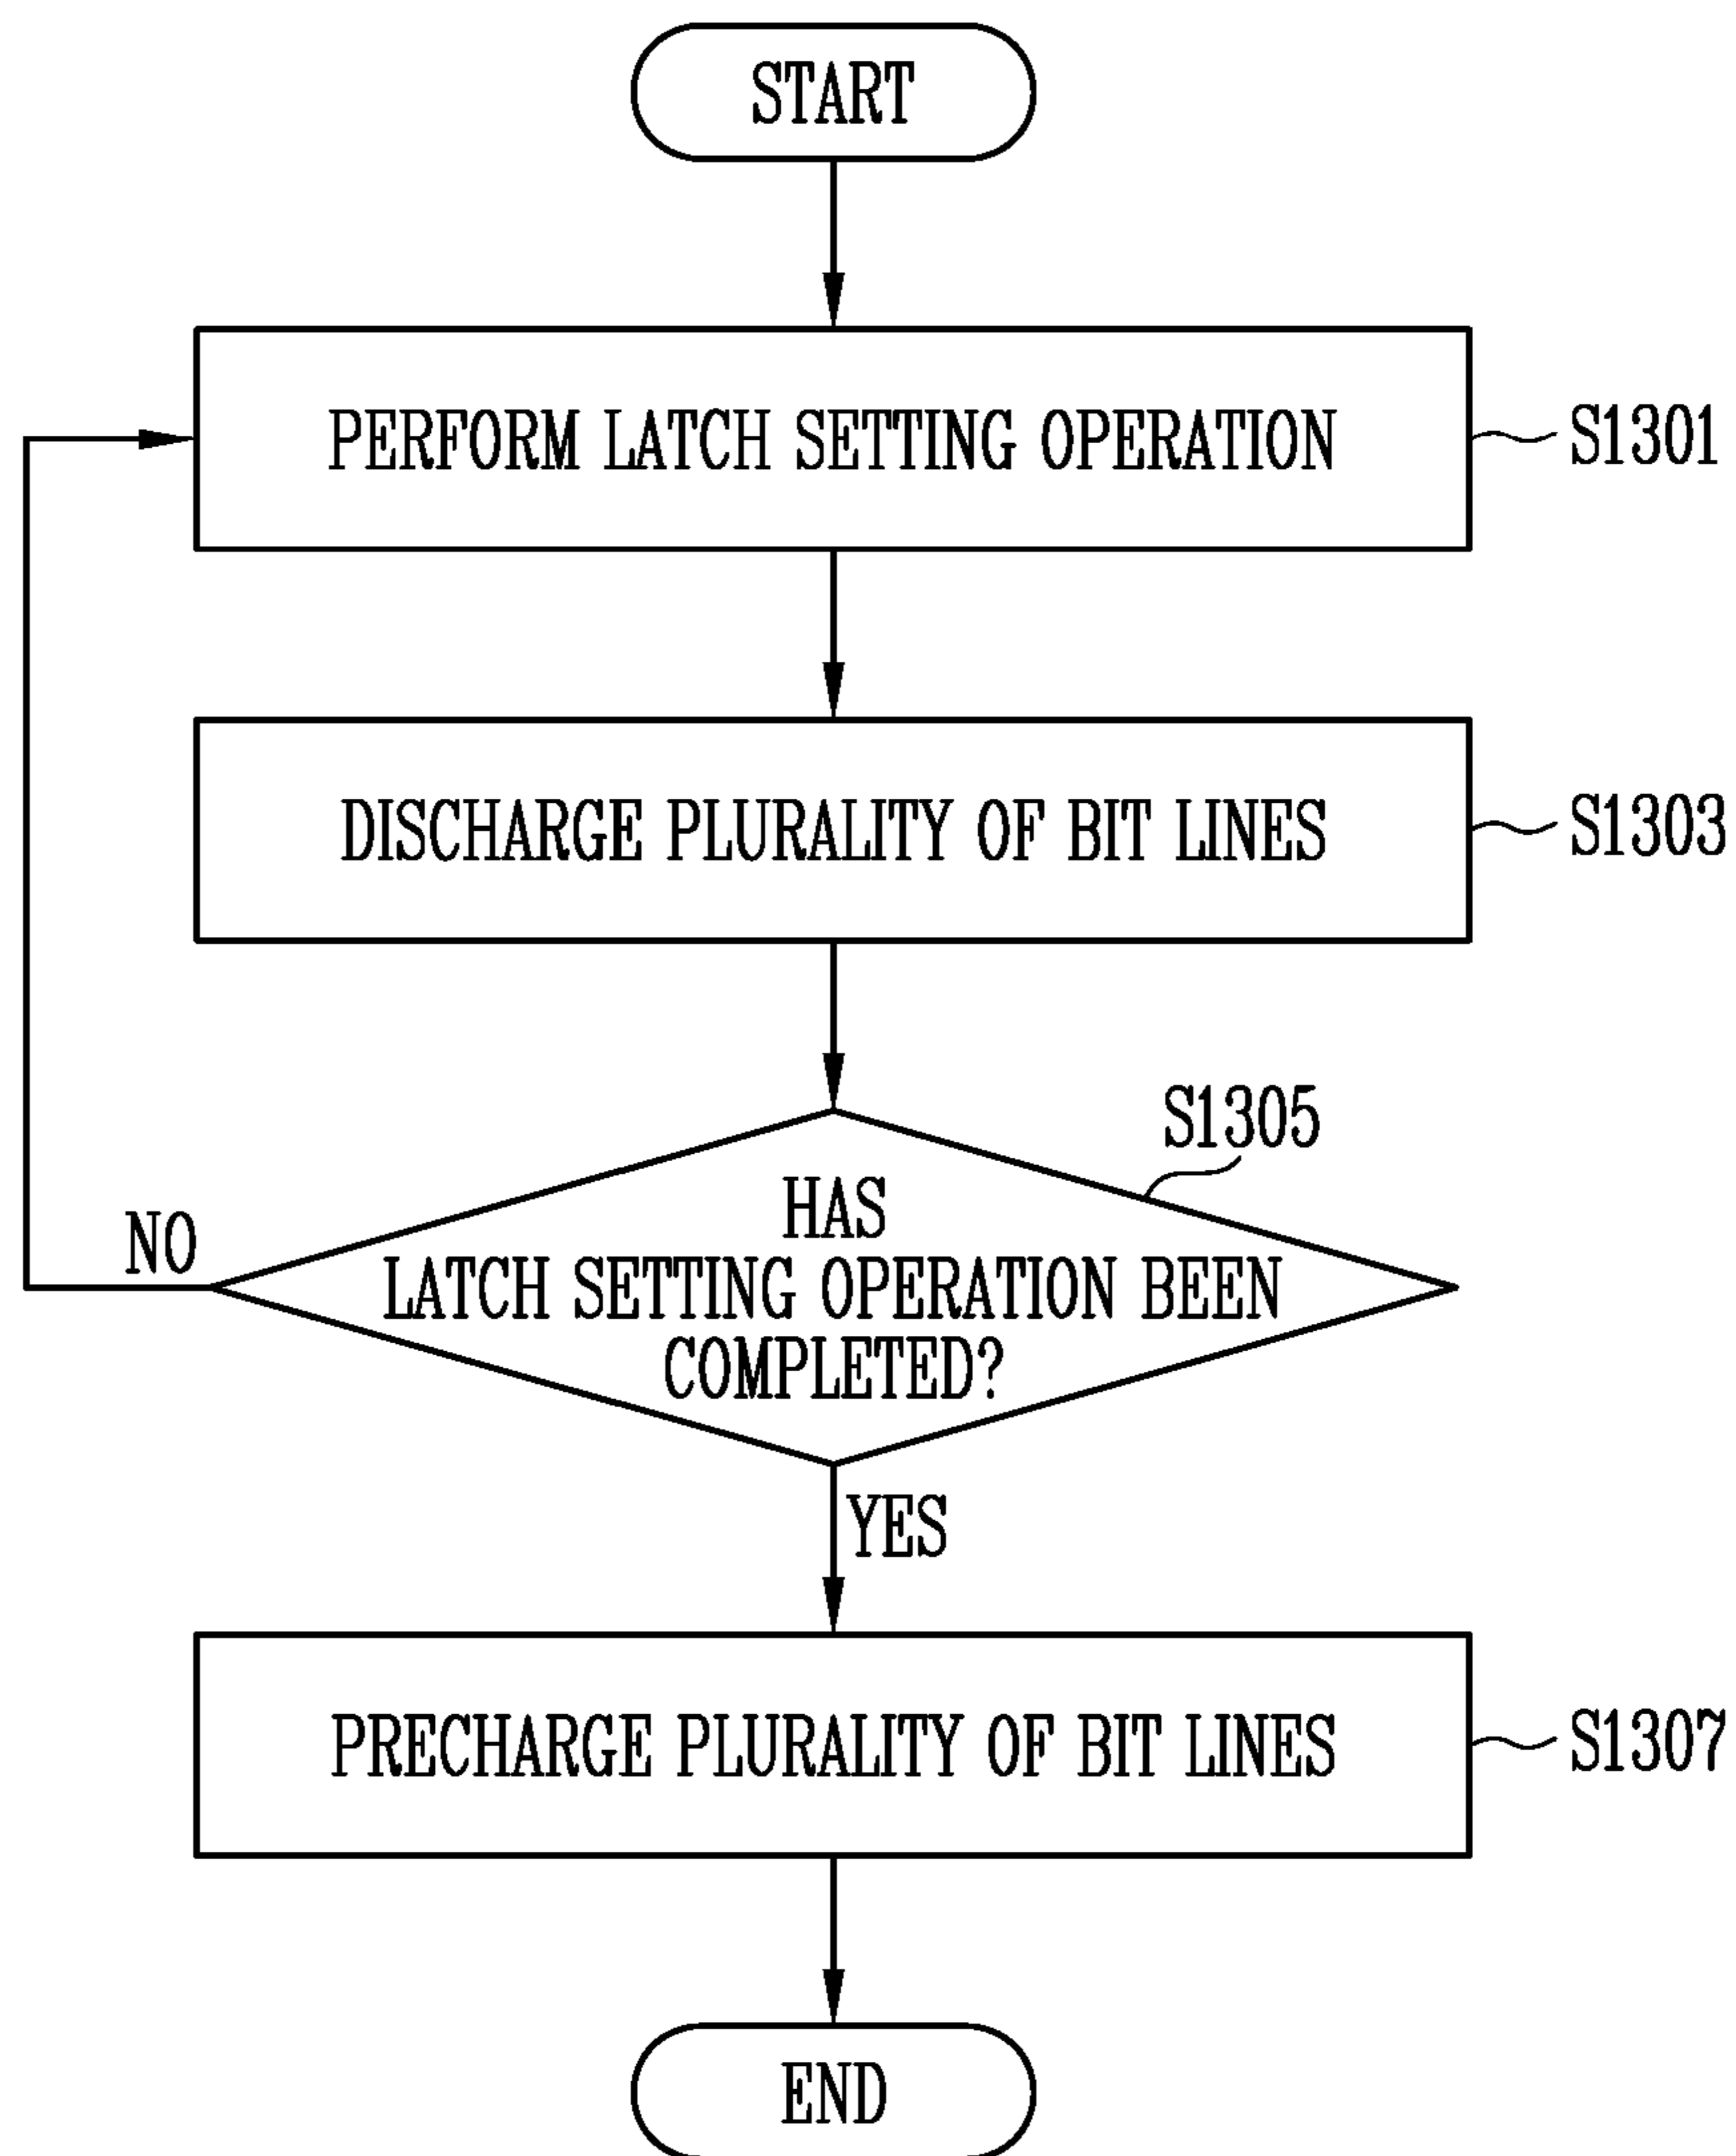 START
PERFORM LATCH SETTING OPERATION
S1301
DISCHARGE PLURALITY OF BIT LINES
S1303
S1305
HAS
LATCH SETTING OPERATION BEEN
COMPLETED?
NO
YES
PRECHARGE PLURALITY OF BIT LINES
S1307
END